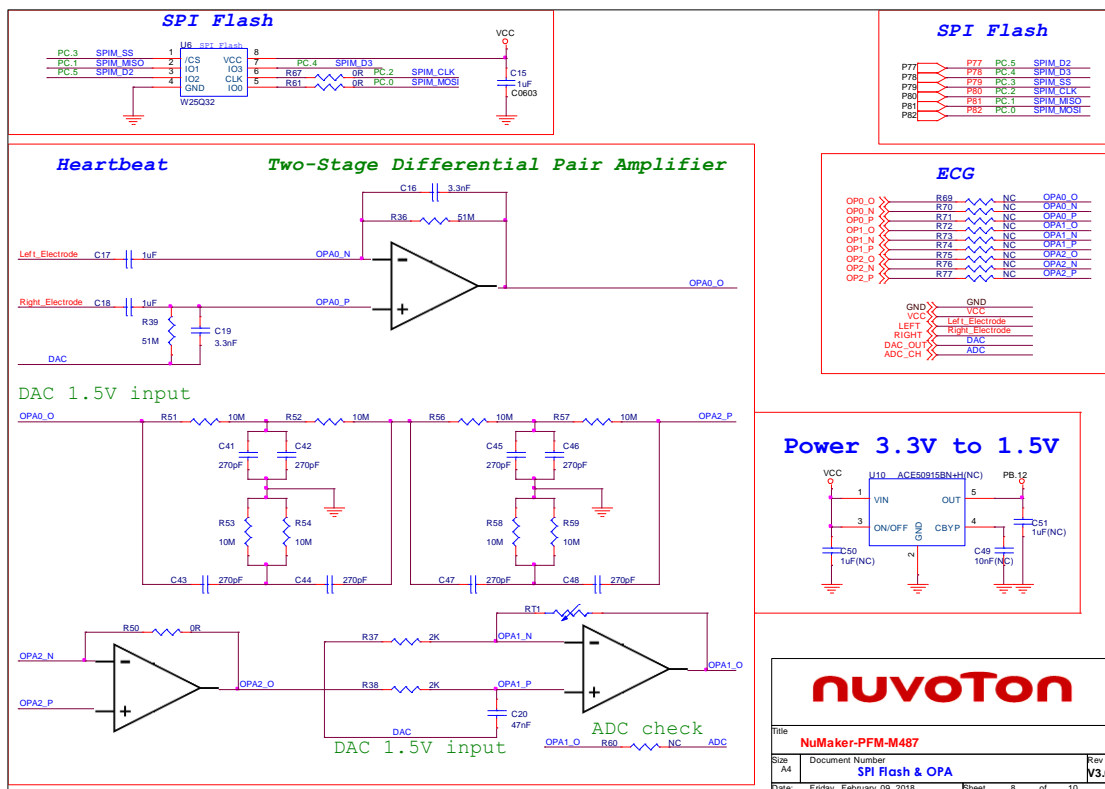 SPI Flash
U6 SPI Flash
PC.3 SPIM_SS 1 /CS VCC 8 VCC
PC.1 SPIM_MISO 2 IO1 IO3 7 PC.4 SPIM_D3
PC.5 SPIM_D2 3 IO2 CLK 6 R67 0R PC.2 SPIM_CLK
4 GND IO0 5 R61 0R PC.0 SPIM_MOSI
W25Q32
C15
1uF
C0603
SPI Flash
P77 P77 PC.5 SPIM_D2
P78 P78 PC.4 SPIM_D3
P79 P79 PC.3 SPIM_SS
P80 P80 PC.2 SPIM_CLK
P81 P81 PC.1 SPIM_MISO
P82 P82 PC.0 SPIM_MOSI
Heartbeat Two-Stage Differential Pair Amplifier
C16 3.3nF
R36 51M
Left_Electrode C17 1uF OPA0_N
Right_Electrode C18 1uF OPA0_P
OPA0_O
R39
51M
C19
3.3nF
DAC
DAC 1.5V input
ECG
OP0_O R69 NC OPA0_O
OP0_N R70 NC OPA0_N
OP0_P R71 NC OPA0_P
OP1_O R72 NC OPA1_O
OP1_N R73 NC OPA1_N
OP1_P R74 NC OPA1_P
OP2_O R75 NC OPA2_O
OP2_N R76 NC OPA2_N
OP2_P R77 NC OPA2_P
GND GND
VCC VCC
LEFT Left_Electrode
RIGHT Right_Electrode
DAC_OUT DAC
ADC_CH ADC
OPA0_O R51 10M R52 10M R56 10M R57 10M OPA2_P
C41 C42 C45 C46
270pF 270pF 270pF 270pF
R53 R54 R58 R59
10M 10M 10M 10M
C43 270pF C44 270pF C47 270pF C48 270pF
Power 3.3V to 1.5V
VCC U10 ACE50915BN+H(NC) PB.12
1 VIN OUT 5
3 ON/OFF GND CBYP 4
2
C50
1uF(NC)
C49
10nF(NC)
C51
1uF(NC)
R50 0R
OPA2_N
OPA2_P
OPA2_O
RT1
R37 2K OPA1_N
R38 2K OPA1_P
OPA1_O
C20
47nF
DAC
DAC 1.5V input
ADC check
OPA1_O R60 NC ADC
nuvoTon
Title
NuMaker-PFM-M487
Size Document Number Rev
A4 SPI Flash & OPA
Date: Friday, February 09, 2018 Sheet 8 of 10